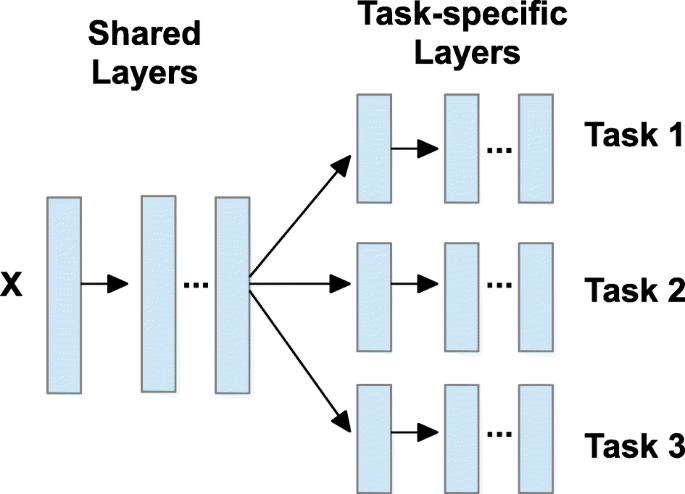 Shared
Layers
Task-specific
Layers
Task 1
X
...
...
Task 2
...
Task 3
...